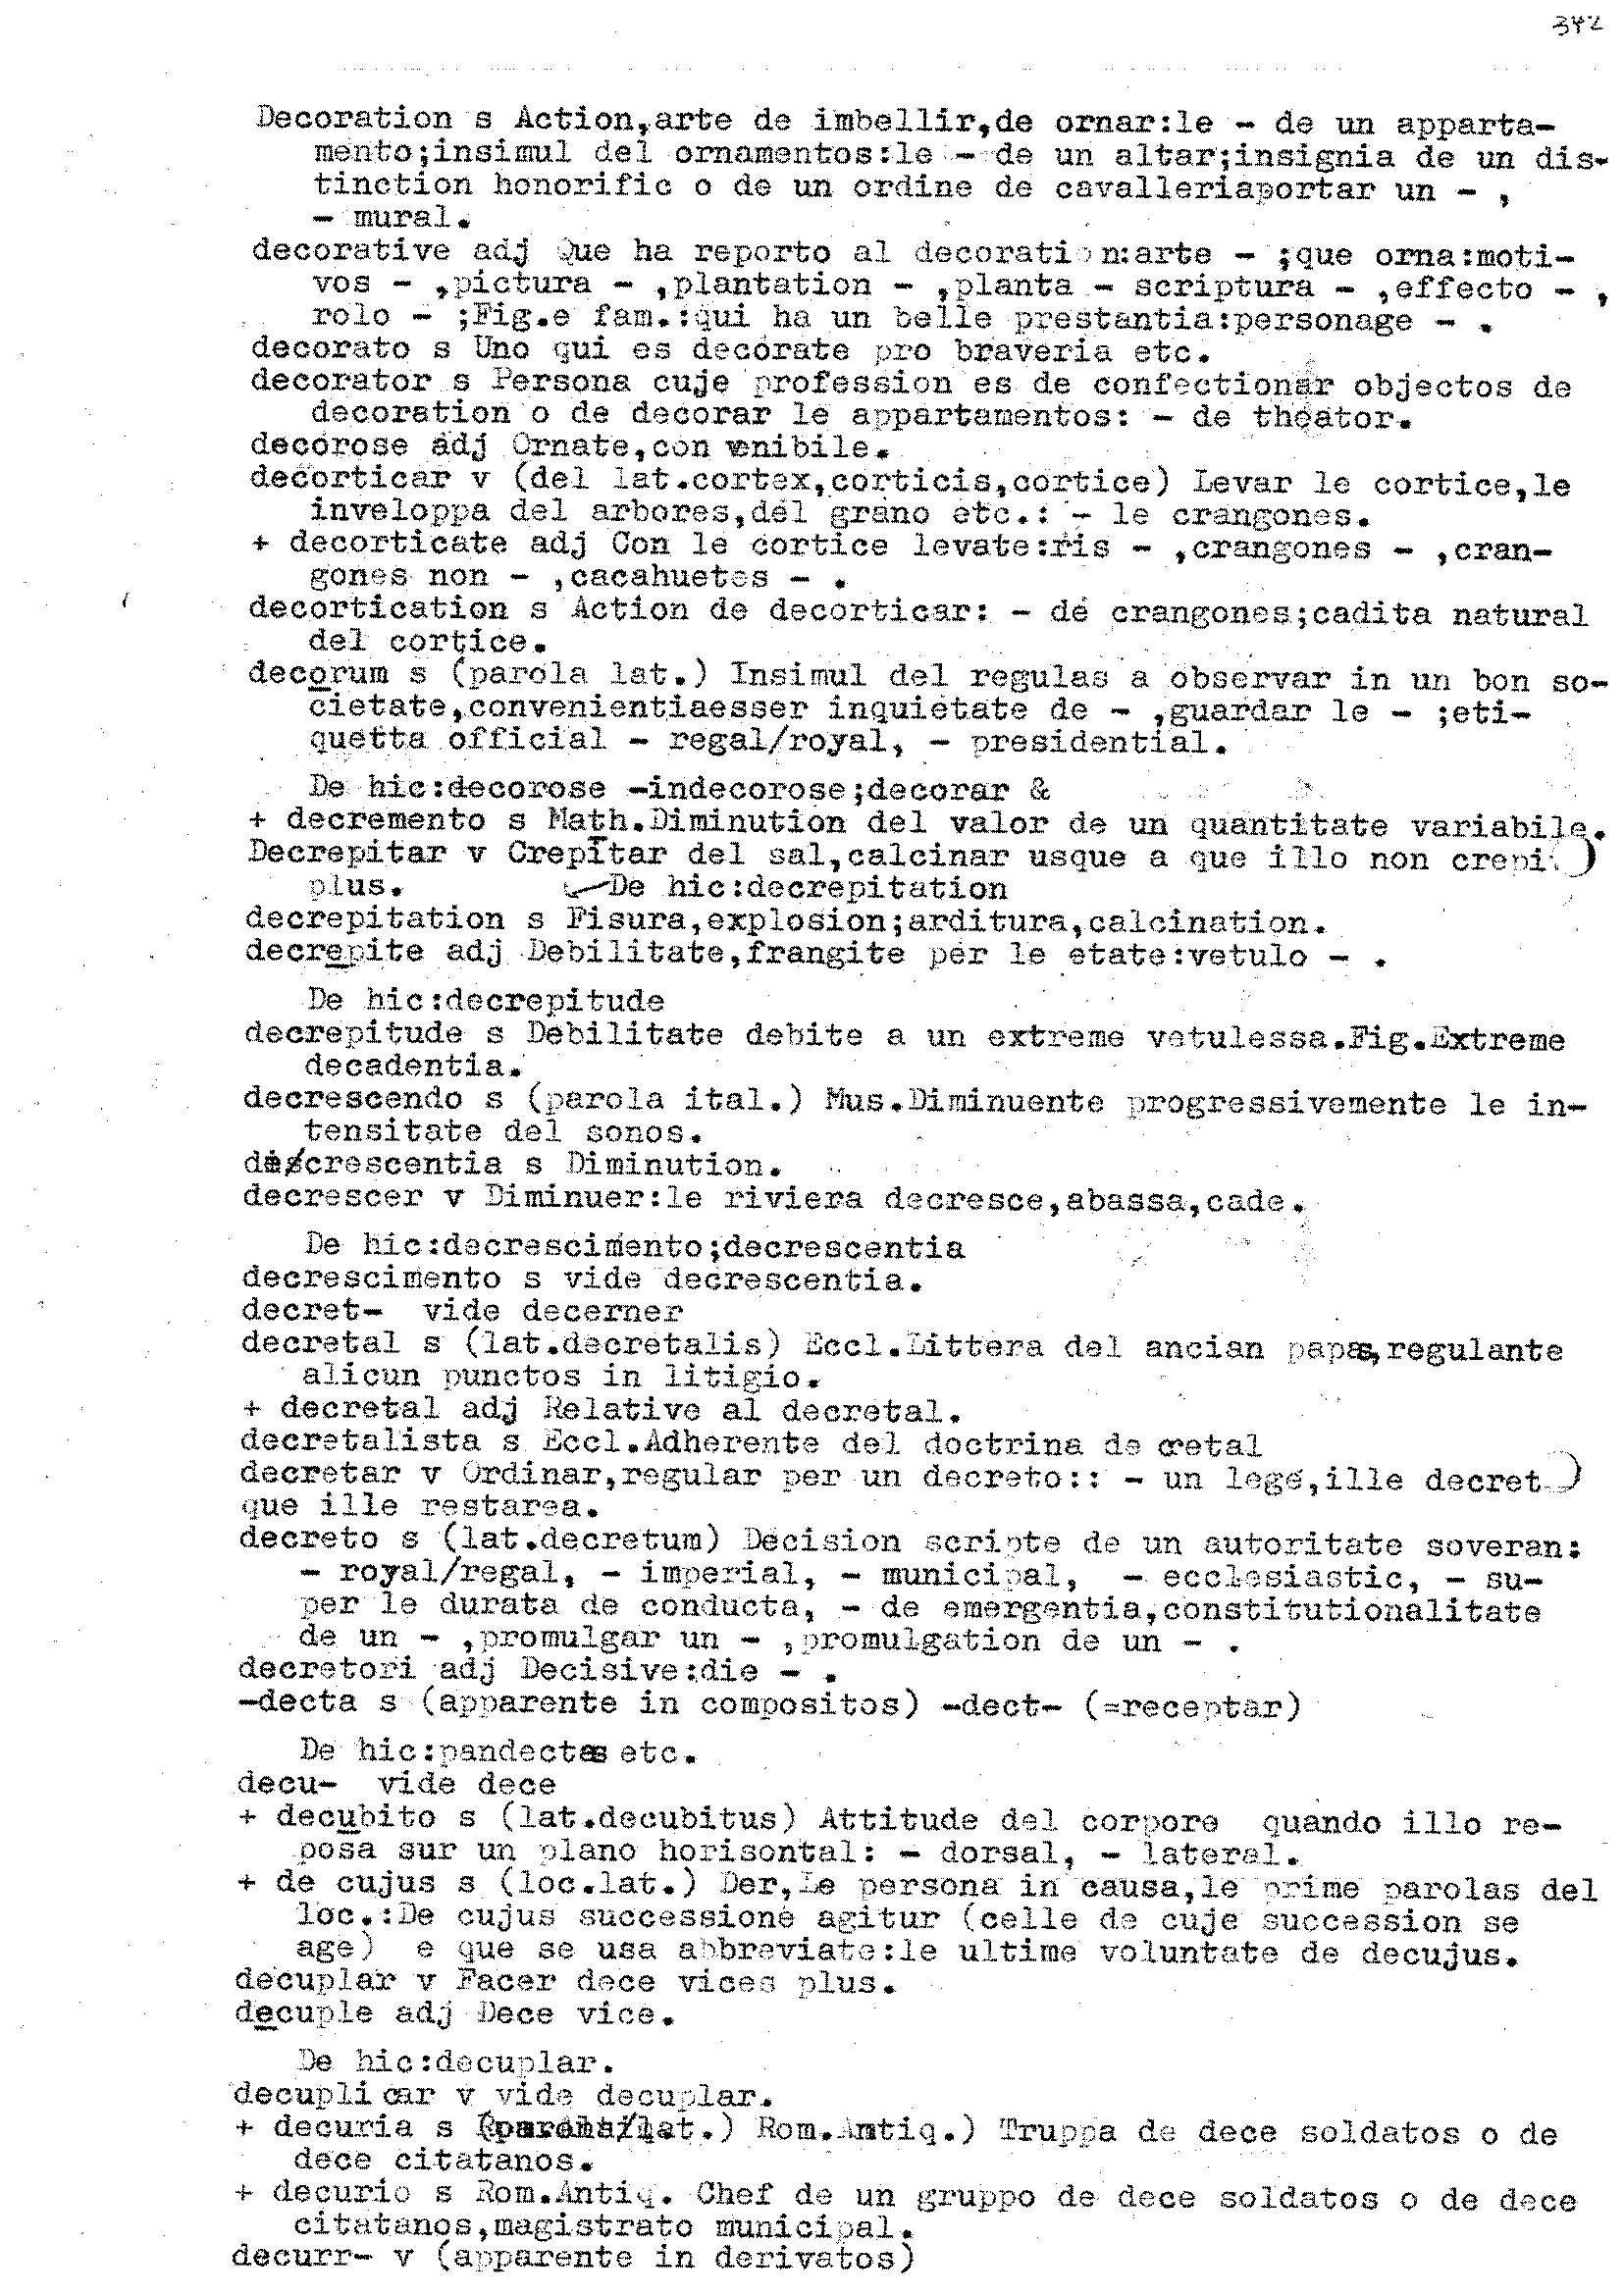 342
Decoration s Action,arte de imbellir,de ornar:le - de un apparta-
mento;insimul del ornamentos:le - de un altar;insignia de un dis-
tinction honorific o de un ordine de cavalleriaportar un - ,
- mural.
decorative adj Que ha reporto al decoration:arte - ;que orna:moti-
vos - ,pictura - ,plantation - ,planta - scriptura - ,effecto - ,
rolo - ;Fig.e fam.:qui ha un belle prestantia:personage - .
decorato s Uno qui es decorate pro braveria etc.
decorator s Persona cuje profession es de confectionar objectos de
decoration o de decorar le appartamentos: - de theator.
decorose adj Ornate,con venibile.
decorticar v (del lat.cortex,corticis,cortice) Levar le cortice,le
inveloppa del arbores,del grano etc.: - le crangones.
+ decorticate adj Con le cortice levate:ris - ,crangones - ,cran-
gones non - ,cacahuetes - .
decortication s Action de decorticar: - de crangones;cadita natural
del cortice.
decorum s (parola lat.) Insimul del regulas a observar in un bon so-
cietate,convenientiaesser inquietate de - ,guardar le - ;eti-
quetta official - regal/royal, - presidential.
De hic:decorose -indecorose;decorar &
+ decremento s Math.Diminution del valor de un quantitate variabile.
Decrepitar v Crepitar del sal,calcinar usque a que illo non crepi
plus. De hic:decrepitation
decrepitation s Fisura,explosion;arditura,calcination.
decrepite adj Debilitate,frangite per le etate:vetulo - .
De hic:decrepitude
decrepitude s Debilitate debite a un extreme vetulessa.Fig.Extreme
decadentia.
decrescendo s (parola ital.) Mus.Diminuente progressivemente le in-
tensitate del sonos.
decrescentia s Diminution.
decrescer v Diminuer:le riviera decresce,abassa,cade.
De hic:decrescimento;decrescentia
decrescimento s vide decrescentia.
decret- vide decerner
decretal s (lat.decretalis) Eccl.Littera del ancian papas,regulante
alicun punctos in litigio.
+ decretal adj Relative al decretal.
decretalista s Eccl.Adherente del doctrina de cretal
decretar v Ordinar,regular per un decreto:: - un lege,ille decret
que ille restarea.
decreto s (lat.decretum) Decision scripte de un autoritate soveran:
- royal/regal, - imperial, - municipal, - ecclesiastic, - su-
per le durata de conducta, - de emergentia,constitutionalitate
de un - ,promulgar un - ,promulgation de un - .
decretori adj Decisive:die - .
-decta s (apparente in compositos) -dect- (=receptar)
De hic:pandectas etc.
decu- vide dece
+ decubito s (lat.decubitus) Attitude del corpore quando illo re-
posa sur un plano horisontal: - dorsal, - lateral.
+ de cujus s (loc.lat.) Der,Le persona in causa,le prime parolas del
loc.:De cujus successione agitur (celle de cuje succession se
age) e que se usa abbreviate:le ultime voluntate de decujus.
decuplar v Facer dece vices plus.
decuple adj Dece vice.
De hic:decuplar.
decuplicar v vide decuplar.
+ decuria s lat.) Rom.Antiq.) Truppa de dece soldatos o de
dece citatanos.
+ decurio s Rom.Antiq. Chef de un gruppo de dece soldatos o de dece
citatanos,magistrato municipal.
decurr- v (apparente in derivatos)